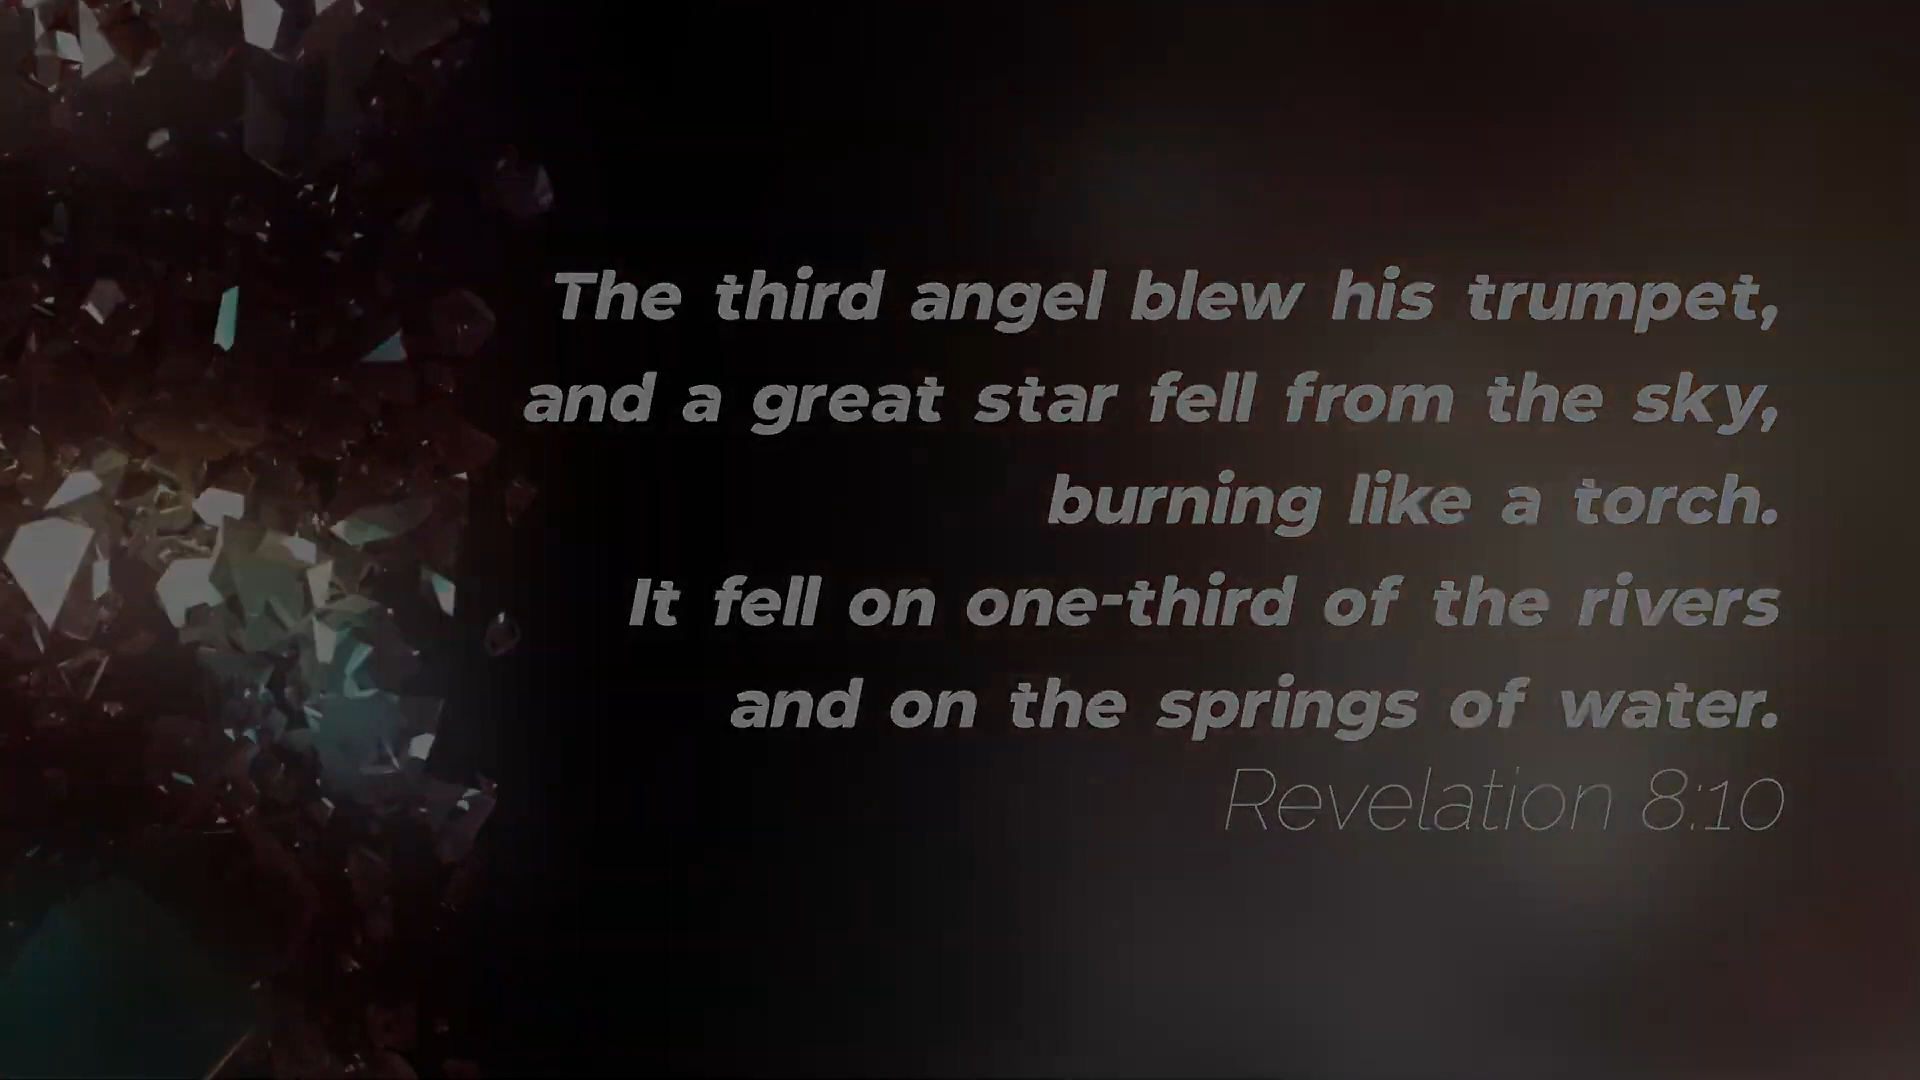 The third angel blew his trumpet,
and a great star fell from the sky,
burning like a torch.
It fell on one-third of the rivers
and on the springs of water.
Revelation 8:10